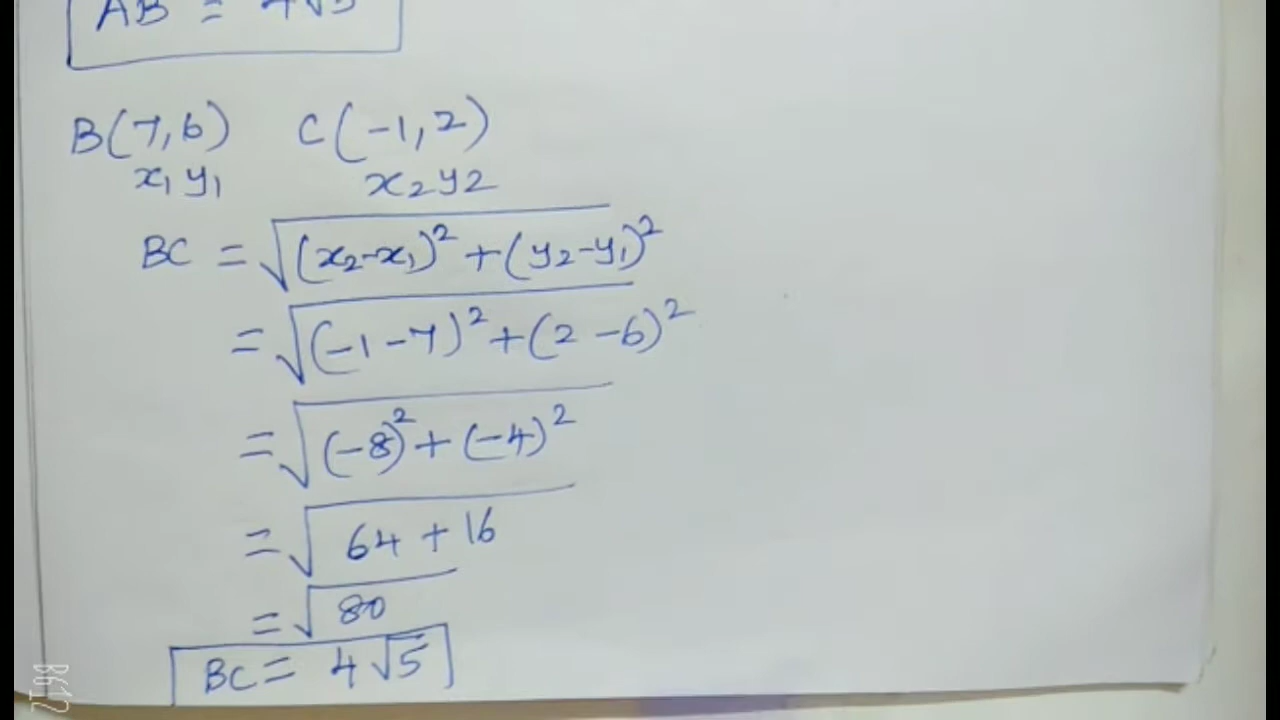 AB = 4√5
B(7,6) C(-1,2)
x₁ y₁ x₂ y2
BC = √(x₂-x₁)² + (y₂-y₁)²
= √(-1-7)² + (2-6)²
= √(-8)² + (-4)²
= √64 + 16
= √80
BC = 4√5
B612